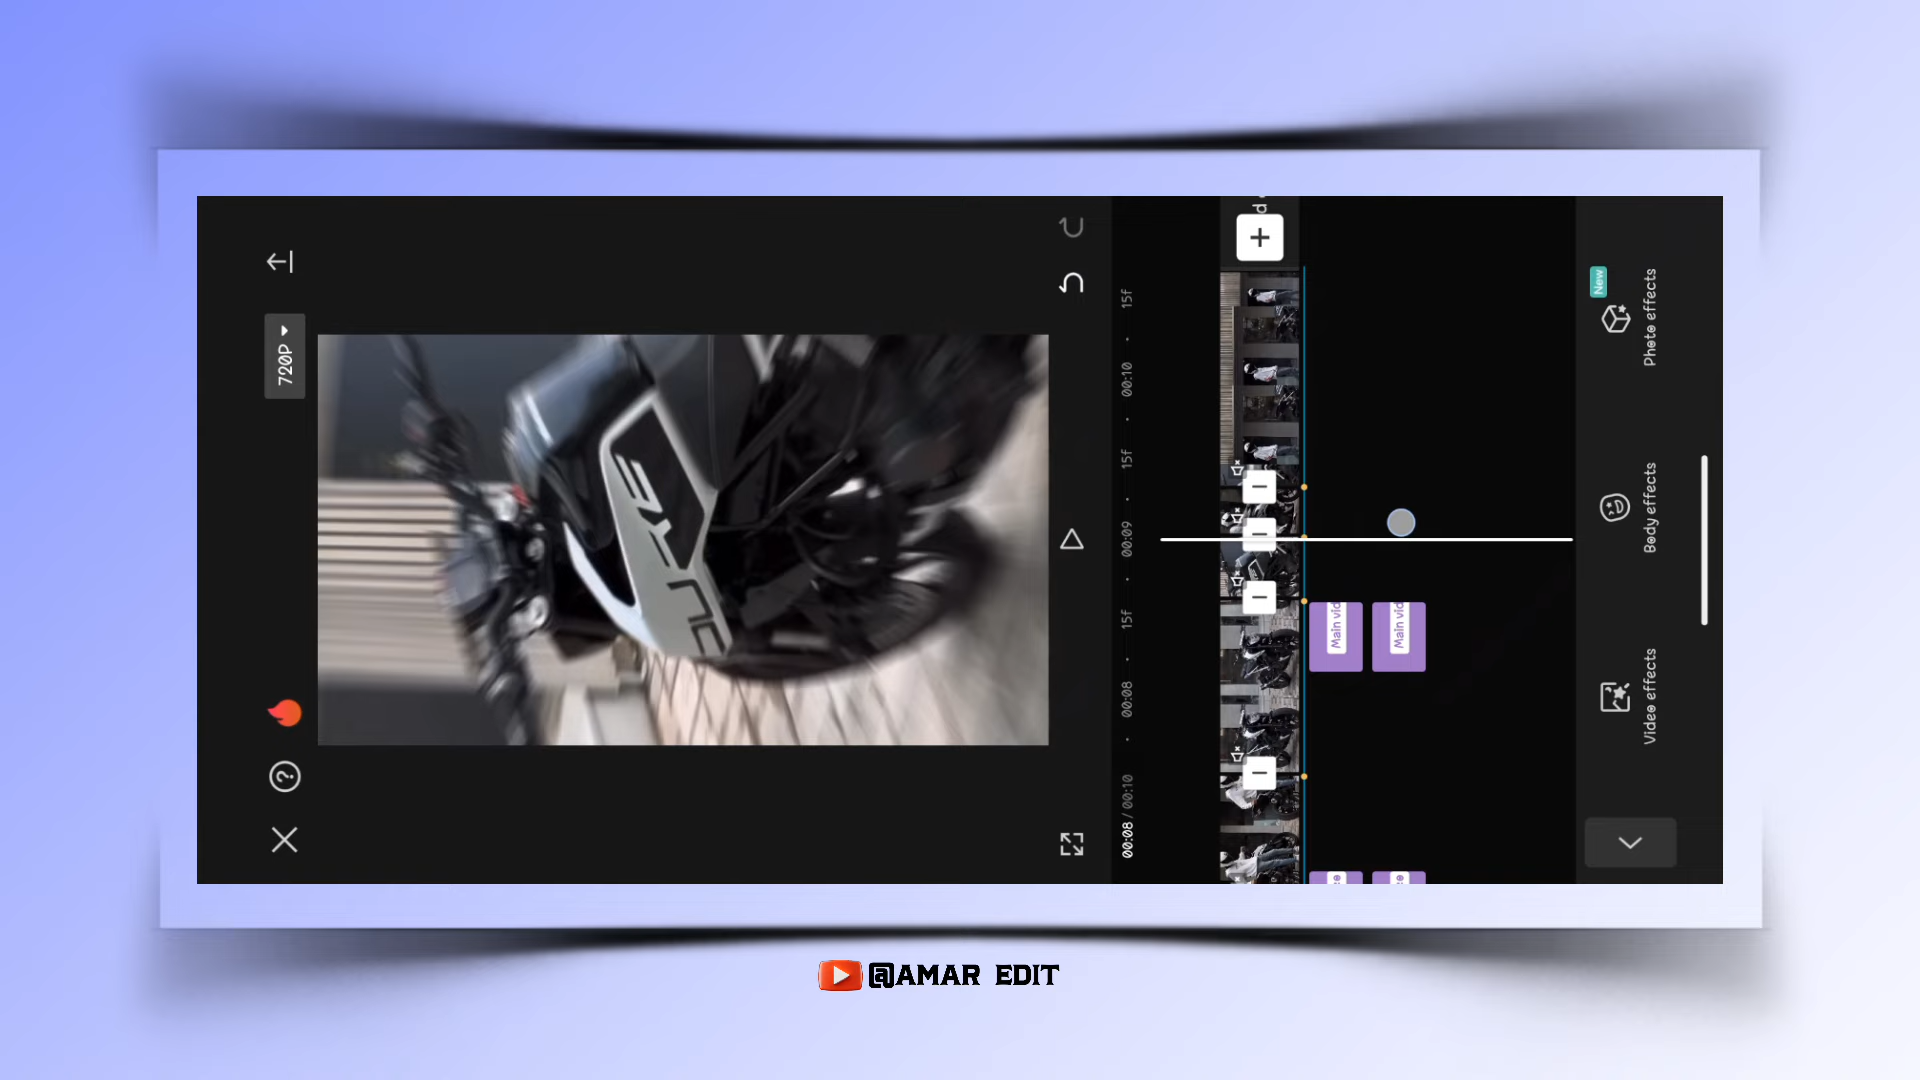 720P
00:08 / 00:10
00:08
15f
00:09
15f
00:10
15f
Main vid
Main vid
Video effects
Body effects
Photo effects
New
@AMAR EDIT